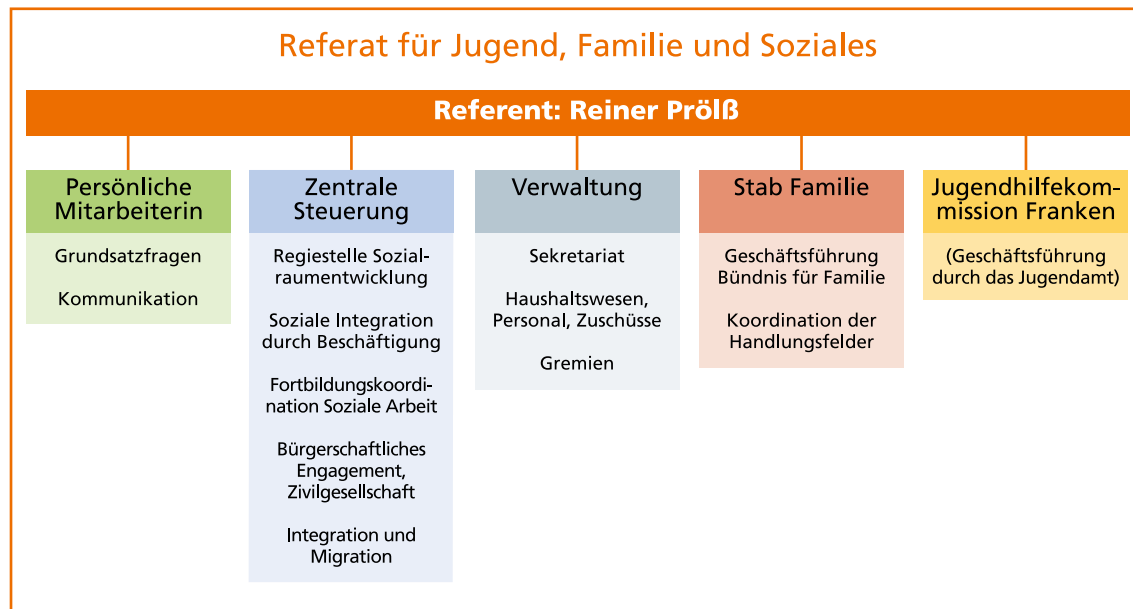 Referat für Jugend, Familie und Soziales
Referent: Reiner Prölß
Persönliche
Mitarbeiterin
Grundsatzfragen
Kommunikation
Zentrale
Steuerung
Regiestelle Sozial-
raumentwicklung
Soziale Integration
durch Beschäftigung
Fortbildungskoordi-
nation Soziale Arbeit
Bürgerschaftliches
Engagement,
Zivilgesellschaft
Integration und
Migration
Verwaltung
Sekretariat
Haushaltswesen,
Personal, Zuschüsse
Gremien
Stab Familie
Geschäftsführung
Bündnis für Familie
Koordination der
Handlungsfelder
Jugendhilfekom-
mission Franken
(Geschäftsführung
durch das Jugendamt)